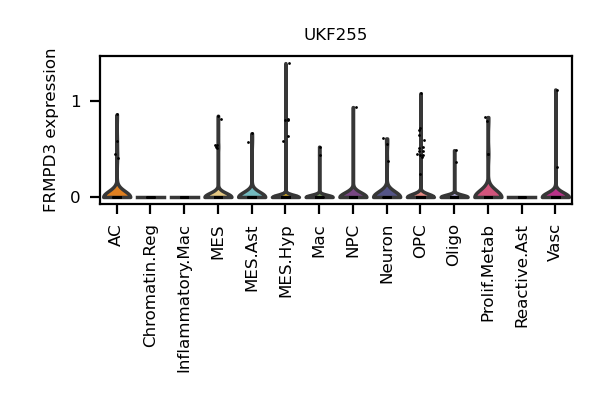 UKF255
FRMPD3 expression
1
0
AC
Chromatin.Reg
Inflammatory.Mac
MES
MES.Ast
MES.Hyp
Mac
NPC
Neuron
OPC
Oligo
Prolif.Metab
Reactive.Ast
Vasc